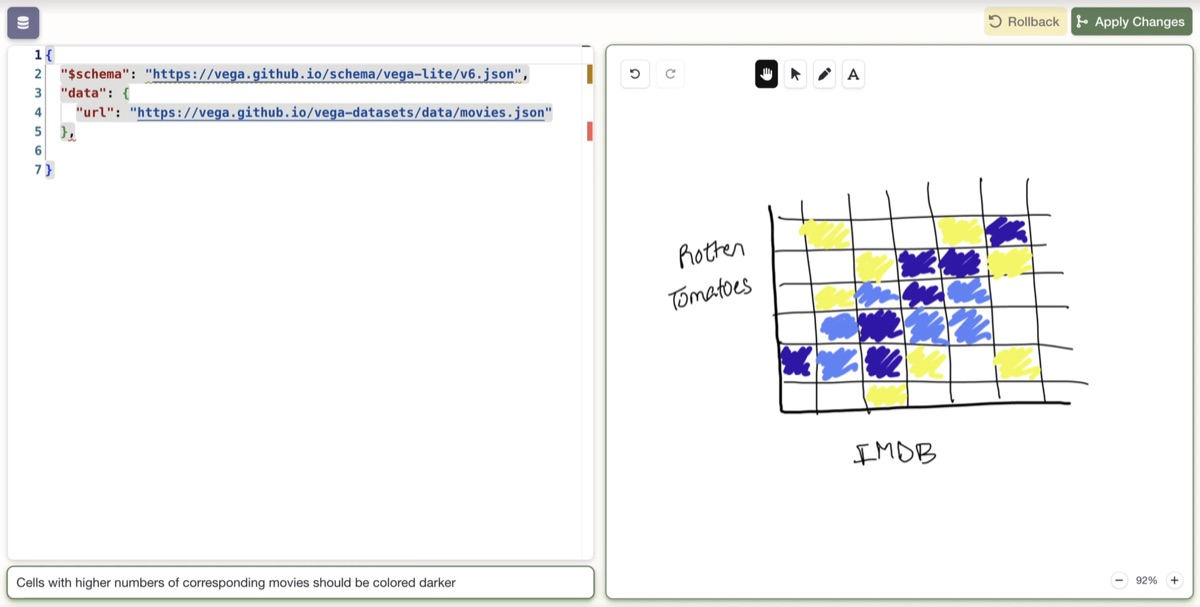 Rollback
Apply Changes
1 {
2 "$schema": "https://vega.github.io/schema/vega-lite/v6.json",
3 "data": {
4 "url": "https://vega.github.io/vega-datasets/data/movies.json"
5 },
6
7 }
A
Rotten
Tomatoes
IMDB
92%
Cells with higher numbers of corresponding movies should be colored darker